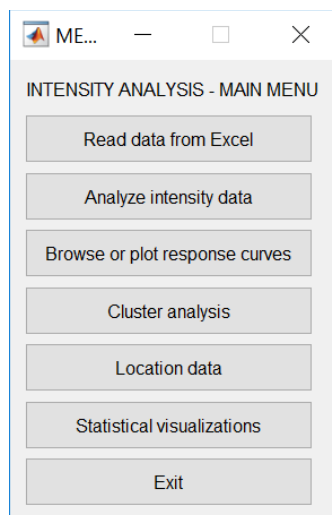 ME...
INTENSITY ANALYSIS - MAIN MENU
Read data from Excel
Analyze intensity data
Browse or plot response curves
Cluster analysis
Location data
Statistical visualizations
Exit